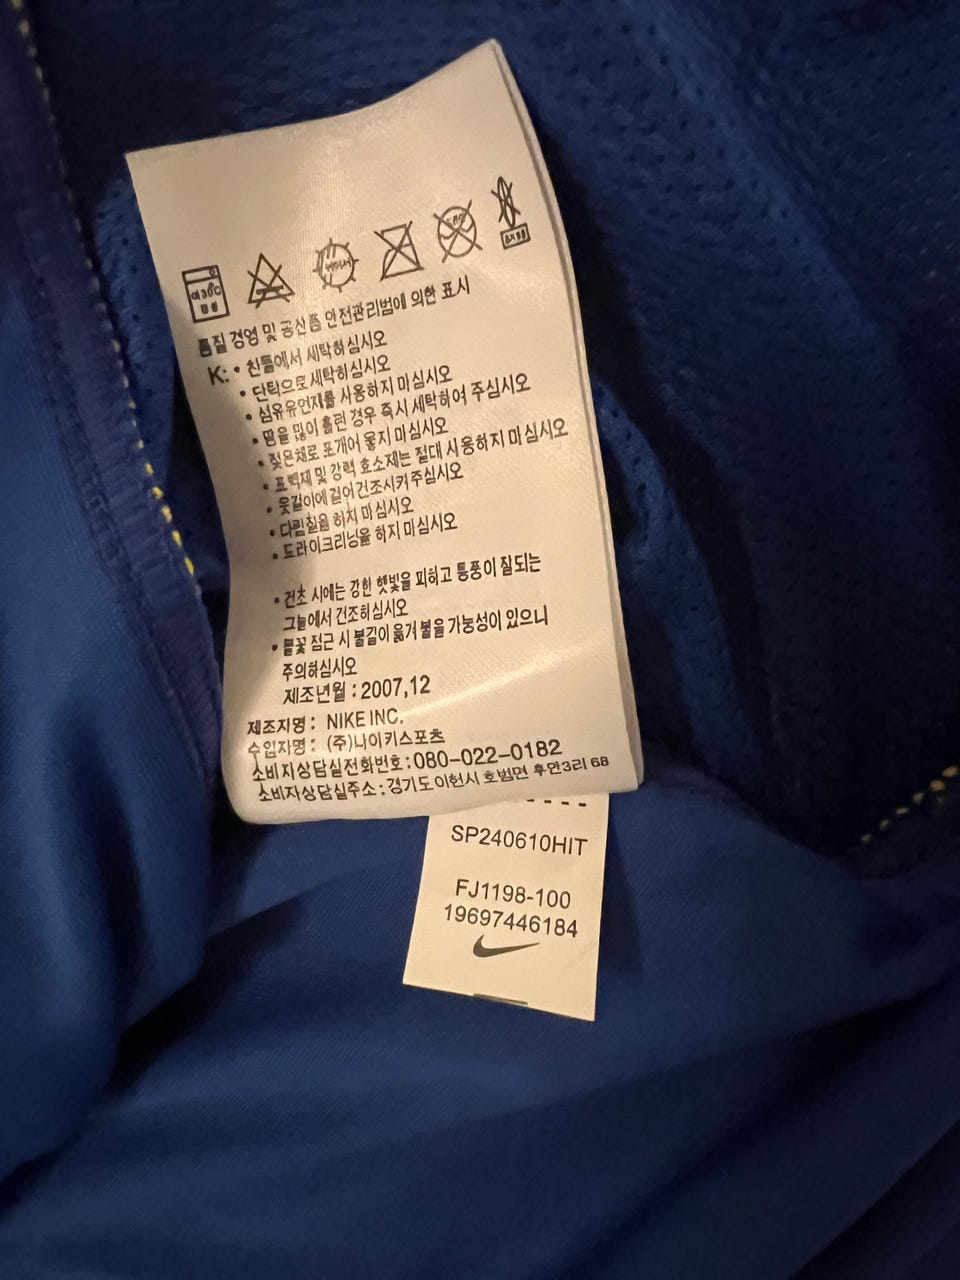 약30℃
중성
품질 경영 및 공산품 안전관리법에 의한 표시
K: • 찬물에서 세탁하십시오
• 단탁으로세탁하십시오
• 섬유유연제를 사용하지 마십시오
• 땀을 많이 흘린 경우 즉시 세탁하여 주십시오
• 젖은채로 포개어 놓지 마십시오
• 표백제 및 강력 효소제는 절대 사용하지 마십시오
• 옷걸이에 걸어건조시켜주십시오
• 다림질을 하지 마십시오
• 드라이크리닝을 하지 마십시오
• 건조 시에는 강한 햇빛을 피하고 통풍이 잘되는
그늘에서 건조하십시오
• 불꽃 접근 시 불길이 옮겨 붙을 가능성이 있으니
주의하십시오
제조년월 : 2007,12
제조자명 : NIKE INC.
수입자명 : (주)나이키스포츠
소비자상담실전화번호:080-022-0182
소비자상담실주소:경기도이천시 호법면 후안3리 68
SP240610HIT
FJ1198-100
19697446184